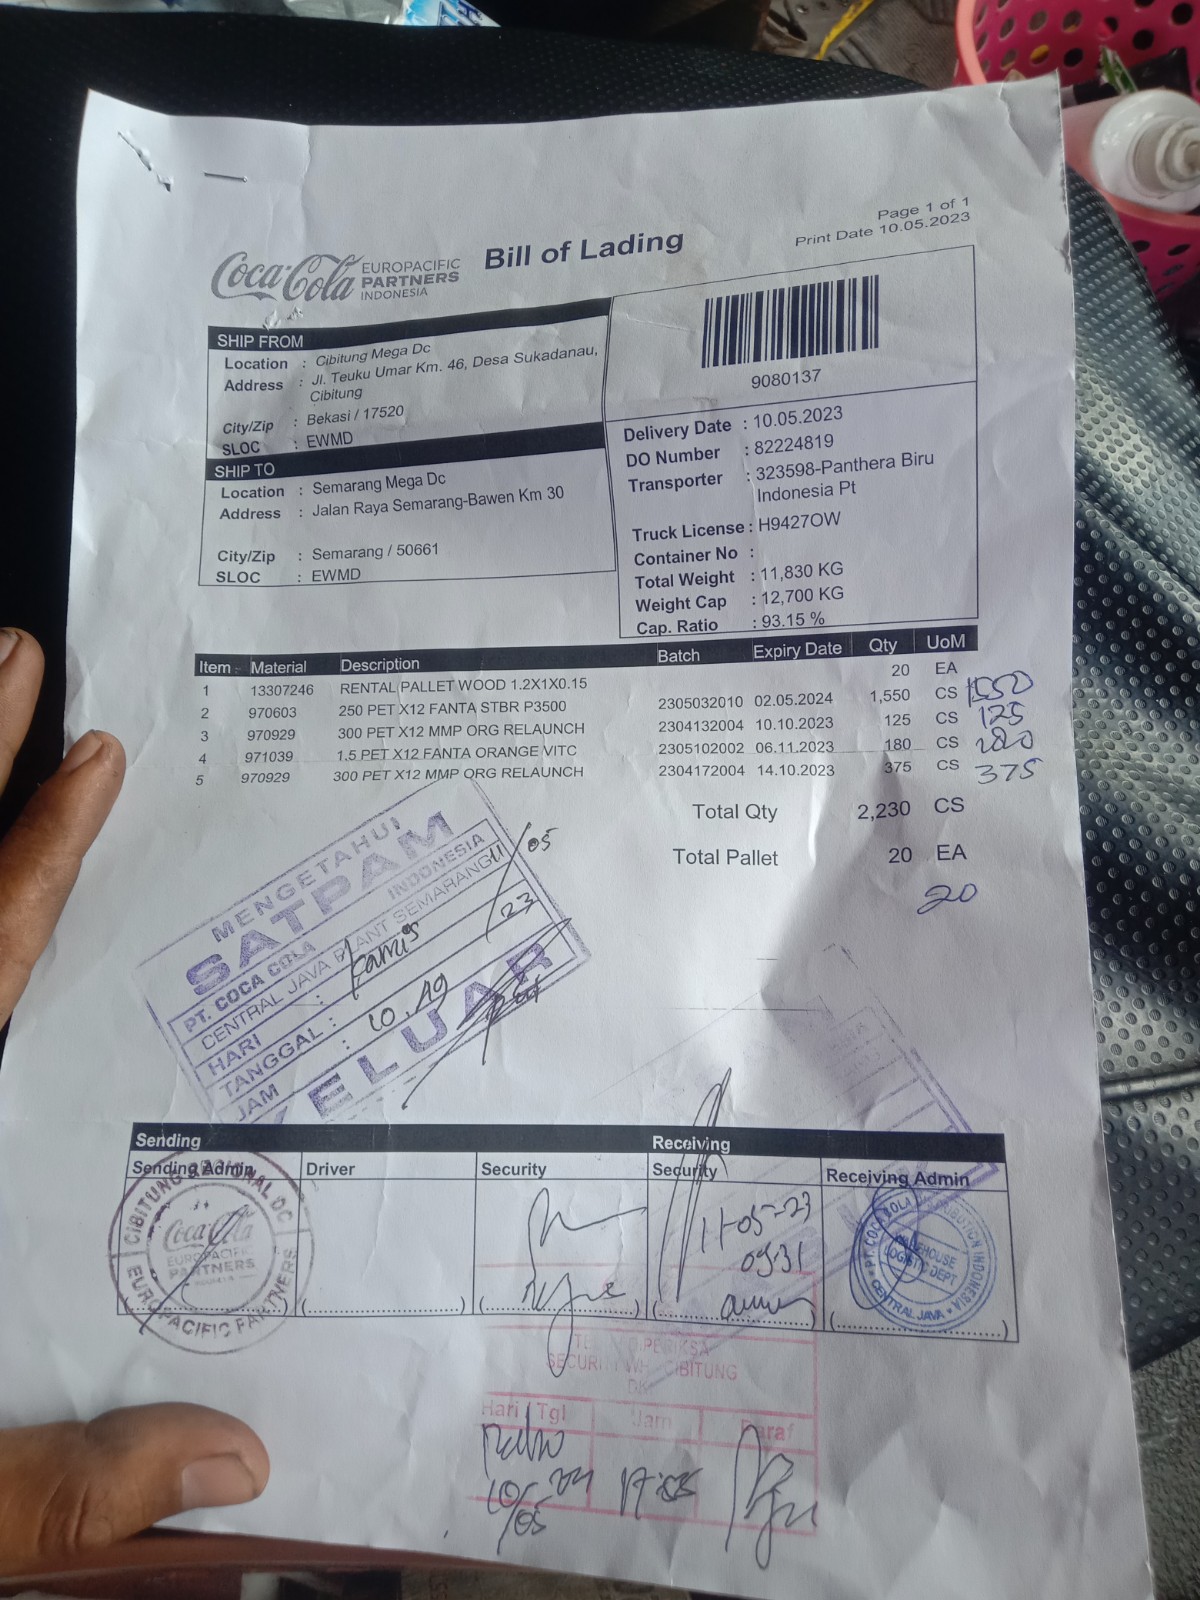 Page 1 of 1
Print Date 10.05.2023
Coca-Cola EUROPACIFIC PARTNERS INDONESIA
Bill of Lading
9080137
SHIP FROM
Location : Cibitung Mega Dc
Address : Jl. Teuku Umar Km. 46, Desa Sukadanau,
Cibitung
City/Zip : Bekasi / 17520
SLOC : EWMD
SHIP TO
Location : Semarang Mega Dc
Address : Jalan Raya Semarang-Bawen Km 30
City/Zip : Semarang / 50661
SLOC : EWMD
Delivery Date : 10.05.2023
DO Number : 82224819
Transporter : 323598-Panthera Biru
Indonesia Pt
Truck License : H9427OW
Container No :
Total Weight : 11,830 KG
Weight Cap : 12,700 KG
Cap. Ratio : 93.15 %
Item Material Description Batch Expiry Date Qty UoM
1 13307246 RENTAL PALLET WOOD 1.2X1X0.15 20 EA
2 970603 250 PET X12 FANTA STBR P3500 2305032010 02.05.2024 1,550 CS 1550
3 970929 300 PET X12 MMP ORG RELAUNCH 2304132004 10.10.2023 125 CS 125
4 971039 1.5 PET X12 FANTA ORANGE VITC 2305102002 06.11.2023 180 CS
5 970929 300 PET X12 MMP ORG RELAUNCH 2304172004 14.10.2023 375 CS 375
Total Qty 2,230 CS
Total Pallet 20 EA
20
MENGETAHUI
SATPAM
PT. COCA COLA INDONESIA
CENTRAL JAVA PLANT SEMARANG
HARI : Kamis
TANGGAL : 11/05 23
JAM : 10.19
KELUAR
Sending Receiving
Sending Admin Driver Security Security Receiving Admin
CIBITUNG REGIONAL DC
Coca-Cola
EUROPACIFIC
PARTNERS
EUROPACIFIC PARTNERS
11-05-23
09.31
PT. COCA COLA DISTRIBUTION INDONESIA
WAREHOUSE
LOGISTIC DEPT
CENTRAL JAVA
DIPERIKSA
SECURITY WH CIBITUNG
Hari / Tgl Jam Paraf
10/05
17:05